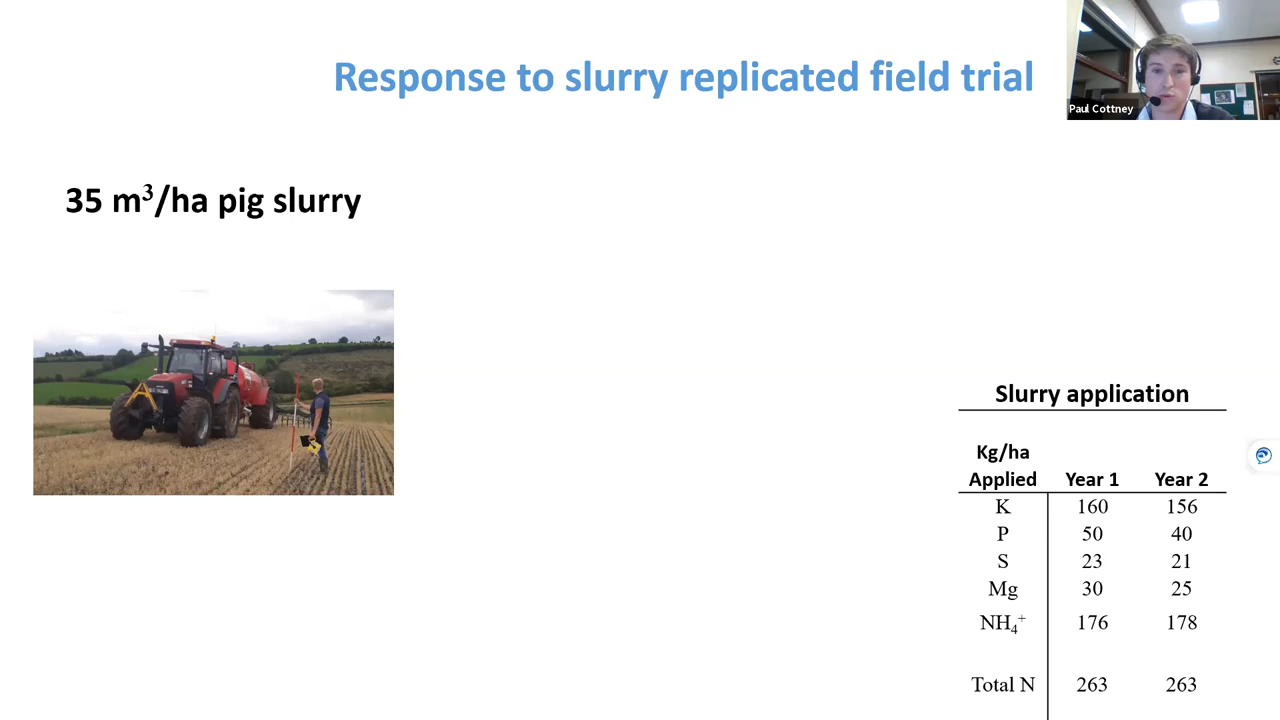 Response to slurry replicated field trial
Paul Cottney
35 m³/ha pig slurry
Slurry application
Kg/ha
Applied Year 1 Year 2
K 160 156
P 50 40
S 23 21
Mg 30 25
NH₄⁺ 176 178
Total N 263 263